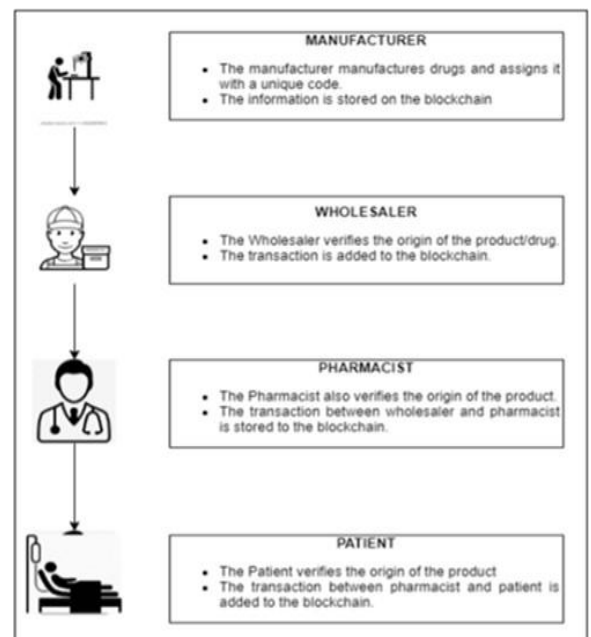 MANUFACTURER
• The manufacturer manufactures drugs and assigns it
with a unique code.
• The information is stored on the blockchain
WHOLESALER
• The Wholesaler verifies the origin of the product/drug.
• The transaction is added to the blockchain.
PHARMACIST
• The Pharmacist also verifies the origin of the product.
• The transaction between wholesaler and pharmacist
is stored to the blockchain.
PATIENT
• The Patient verifies the origin of the product
• The transaction between pharmacist and patient is
added to the blockchain.